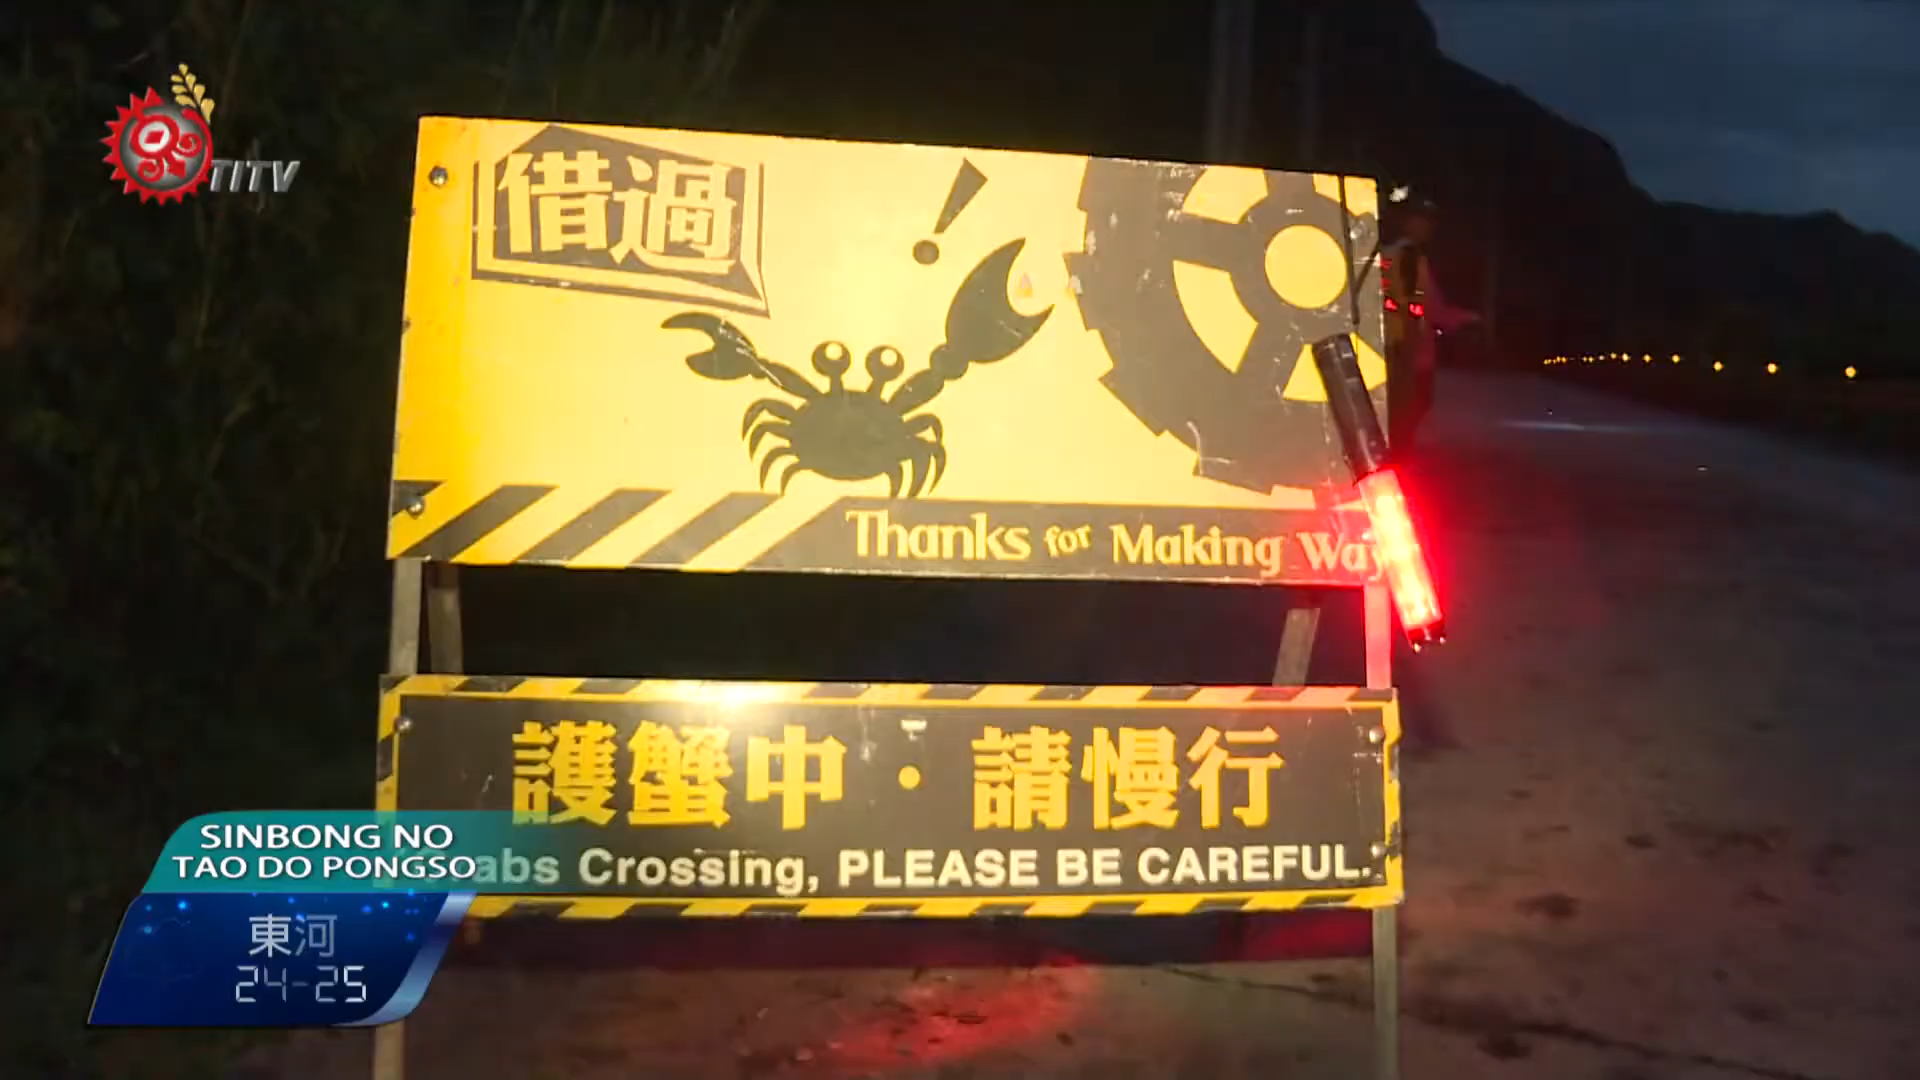 TITV
借過
!
Thanks for Making Way
護蟹中・請慢行
abs Crossing, PLEASE BE CAREFUL.
SINBONG NO
TAO DO PONGSO
東河
24-25